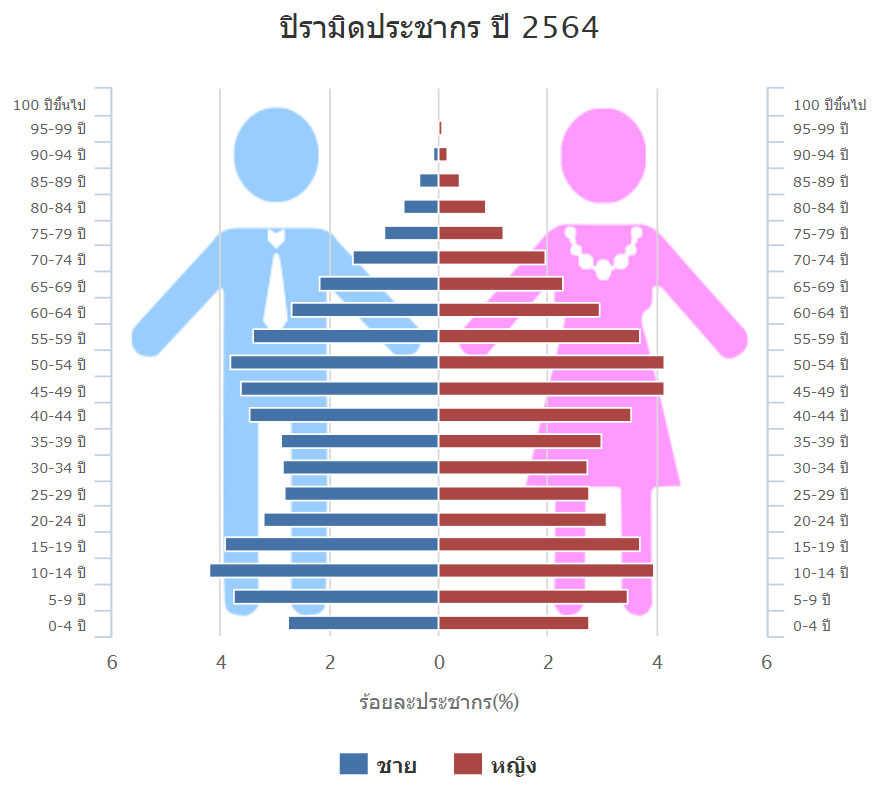 ปิรามิดประชากร ปี 2564
100 ปีขึ้นไป
95-99 ปี
90-94 ปี
85-89 ปี
80-84 ปี
75-79 ปี
70-74 ปี
65-69 ปี
60-64 ปี
55-59 ปี
50-54 ปี
45-49 ปี
40-44 ปี
35-39 ปี
30-34 ปี
25-29 ปี
20-24 ปี
15-19 ปี
10-14 ปี
5-9 ปี
0-4 ปี
100 ปีขึ้นไป
95-99 ปี
90-94 ปี
85-89 ปี
80-84 ปี
75-79 ปี
70-74 ปี
65-69 ปี
60-64 ปี
55-59 ปี
50-54 ปี
45-49 ปี
40-44 ปี
35-39 ปี
30-34 ปี
25-29 ปี
20-24 ปี
15-19 ปี
10-14 ปี
5-9 ปี
0-4 ปี
6 4 2 0 2 4 6
ร้อยละประชากร(%)
ชาย หญิง